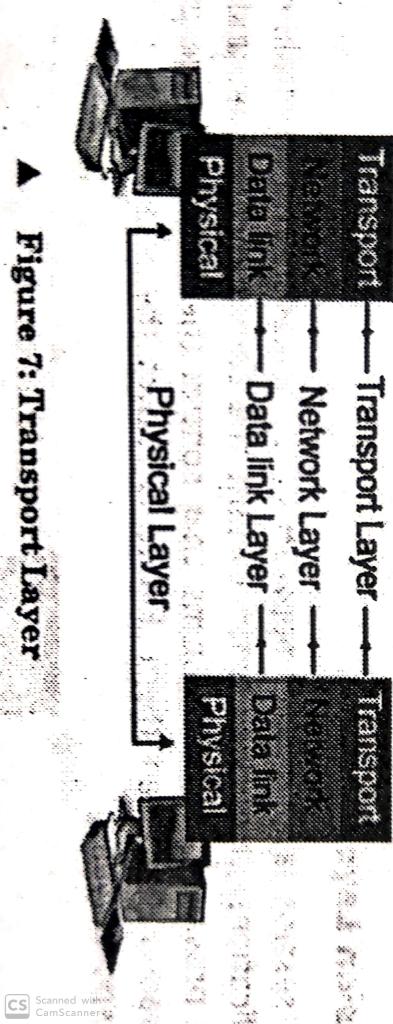 Transport Transport Layer Transport
Network Network Layer Network
Data link Data link Layer Data link
Physical Physical
Physical Layer
▲ Figure 7: Transport Layer
CS Scanned with
CamScanner